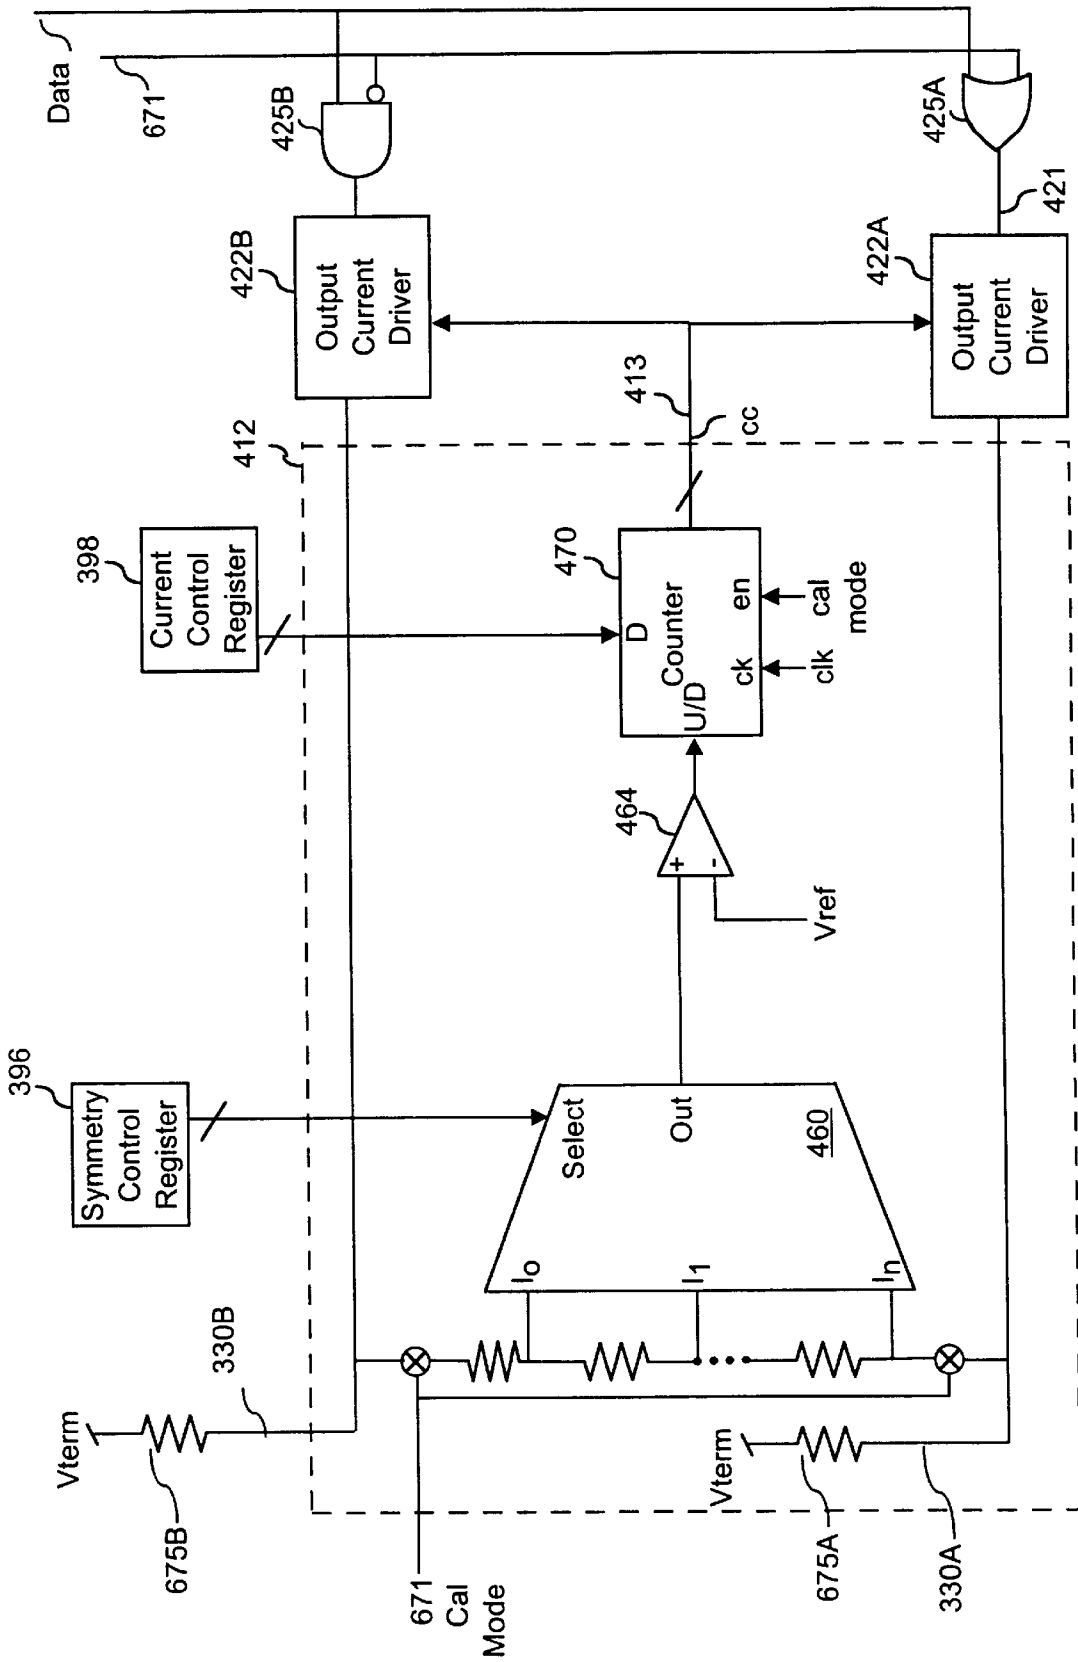 Data
671
425B
425A
422B
Output
Current
Driver
421
422A
Output
Current
Driver
412
413
cc
398
Current
Control
Register
470
D
Counter
U/D
ck
en
clk
cal
mode
464
+
-
Vref
396
Symmetry
Control
Register
Select
Out
460
I0
I1
In
330B
Vterm
675B
671
Cal
Mode
Vterm
675A
330A